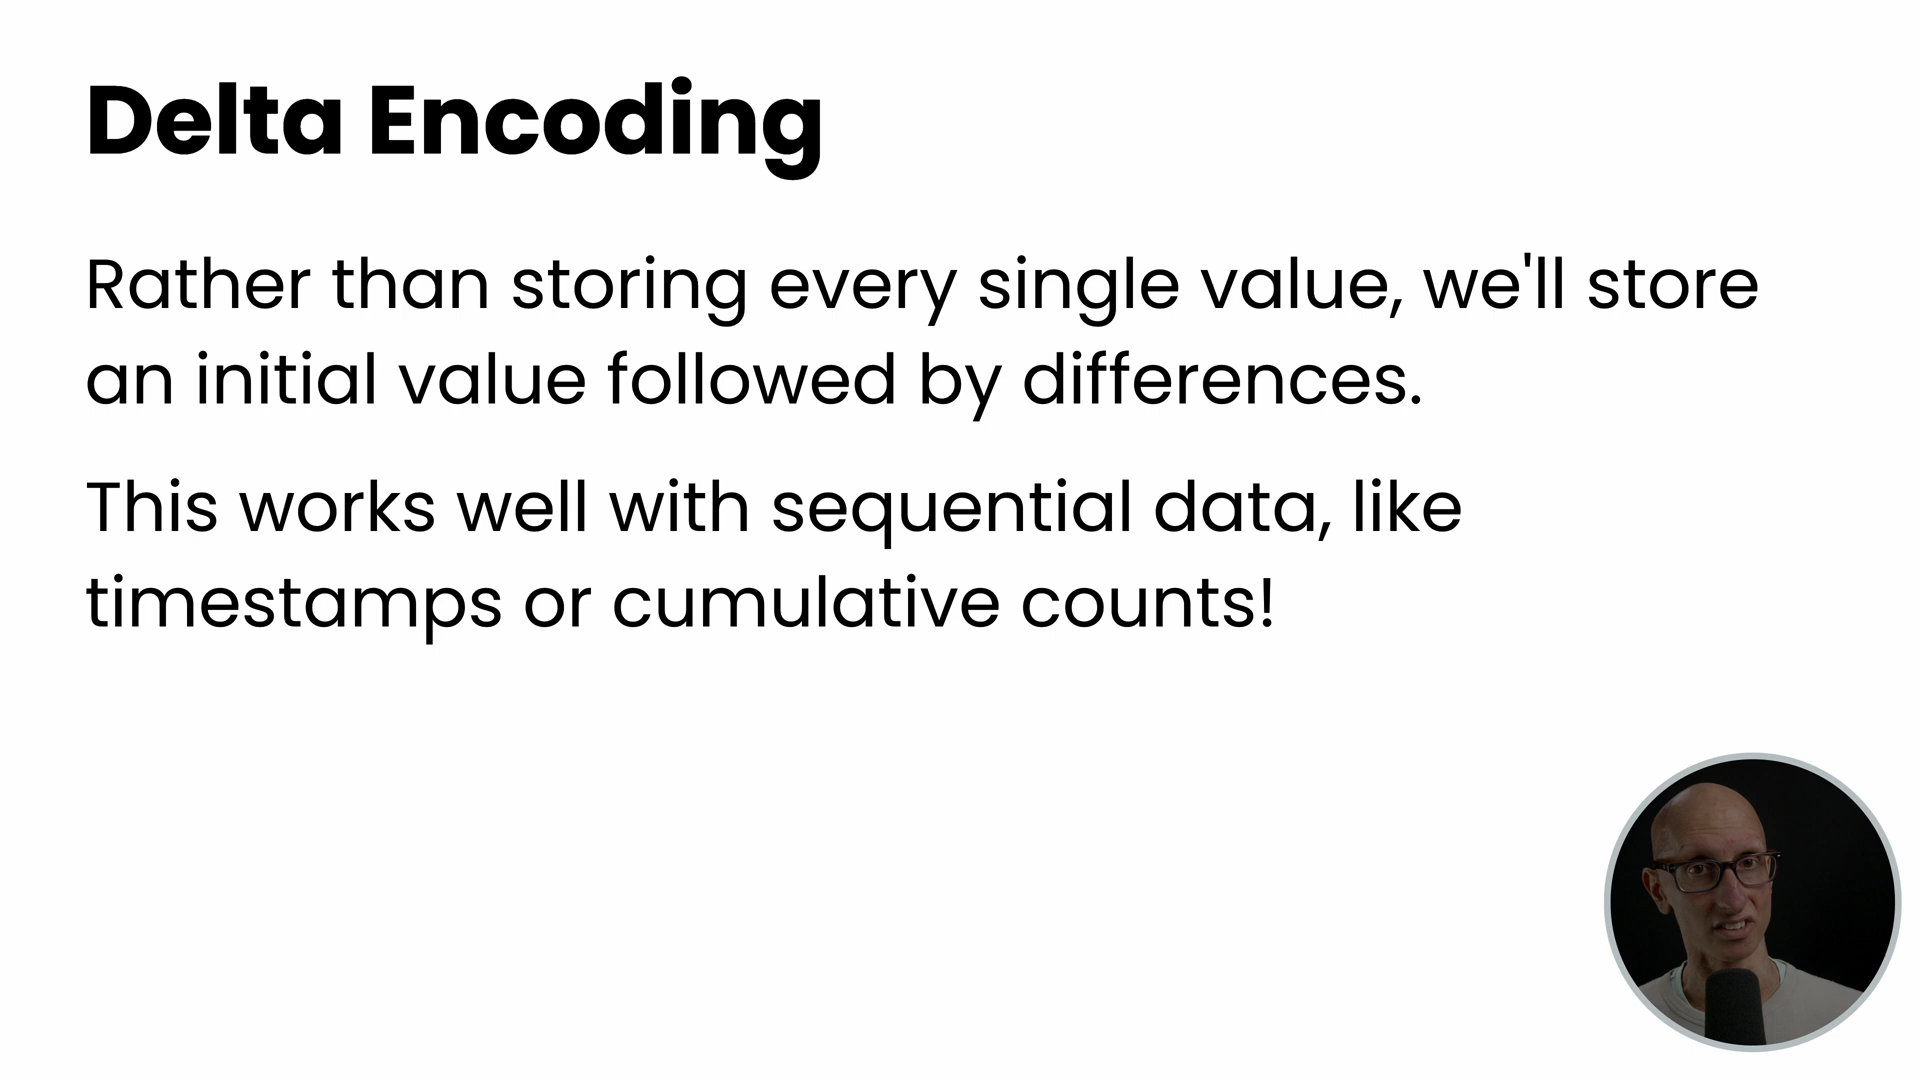 Delta Encoding
Rather than storing every single value, we'll store
an initial value followed by differences.
This works well with sequential data, like
timestamps or cumulative counts!